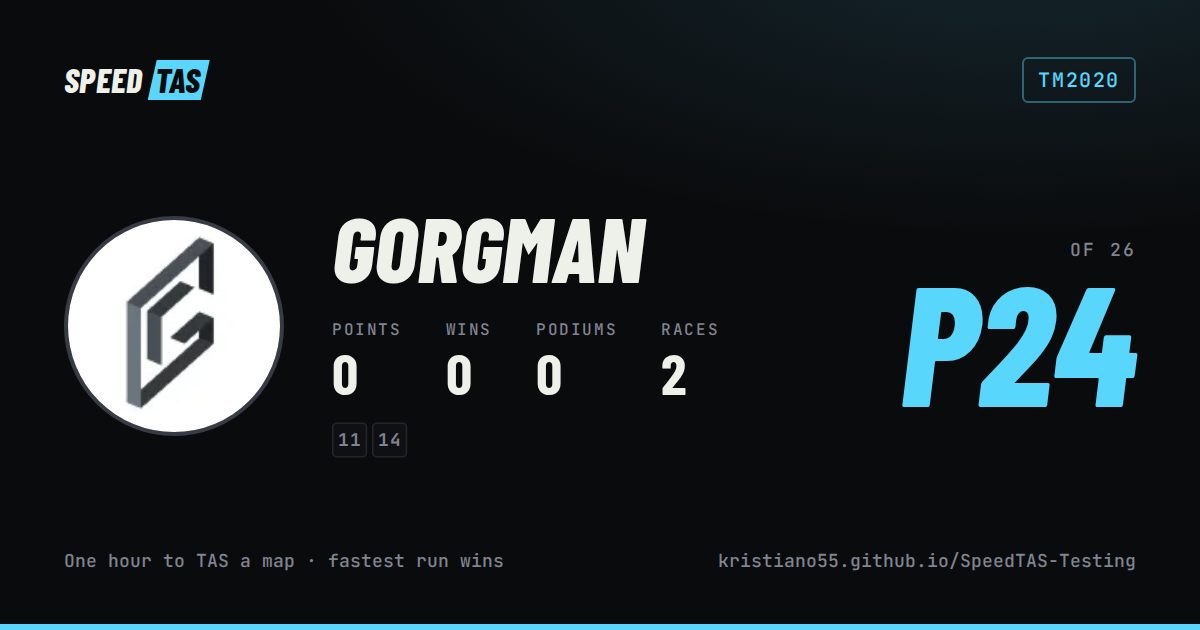 SPEED TAS
TM2020
GORGMAN
POINTS WINS PODIUMS RACES
0 0 0 2
11 14
OF 26
P24
One hour to TAS a map · fastest run wins
kristiano55.github.io/SpeedTAS-Testing